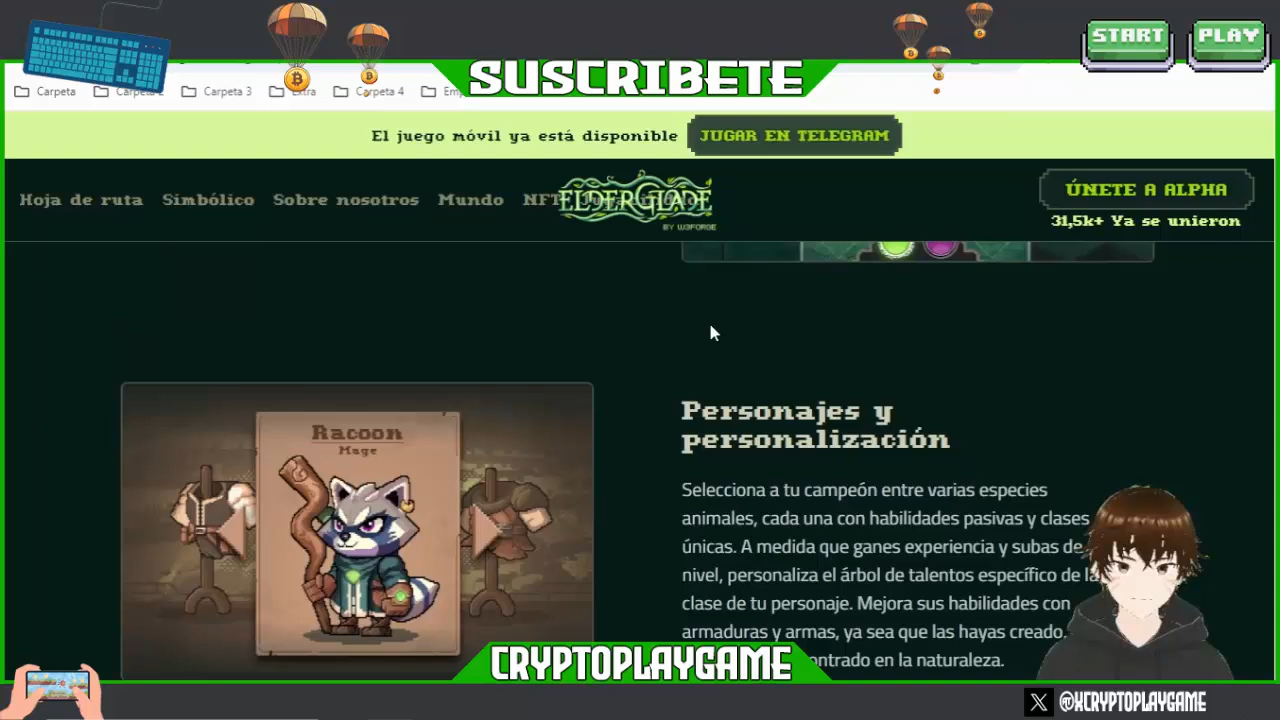 START PLAY
SUSCRIBETE
Carpeta Carpeta 2 Carpeta 3 Extra Carpeta 4
El juego móvil ya está disponible JUGAR EN TELEGRAM
Hoja de ruta Simbólico Sobre nosotros Mundo NFT
ELDERGLADE
BY W3FORGE
ÚNETE A ALPHA
31,5k+ Ya se unieron
Racoon
Mage
Personajes y
personalización
Selecciona a tu campeón entre varias especies
animales, cada una con habilidades pasivas y clases
únicas. A medida que ganes experiencia y subas de
nivel, personaliza el árbol de talentos específico de
clase de tu personaje. Mejora sus habilidades con
armaduras y armas, ya sea que las hayas creado,
en la naturaleza.
CRYPTOPLAYGAME
X @XCRYPTOPLAYGAME